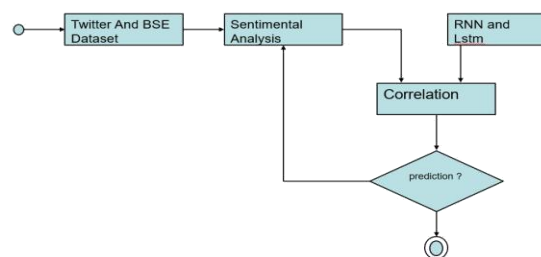 Twitter And BSE
Dataset
Sentimental
Analysis
RNN and
Lstm
Correlation
prediction ?